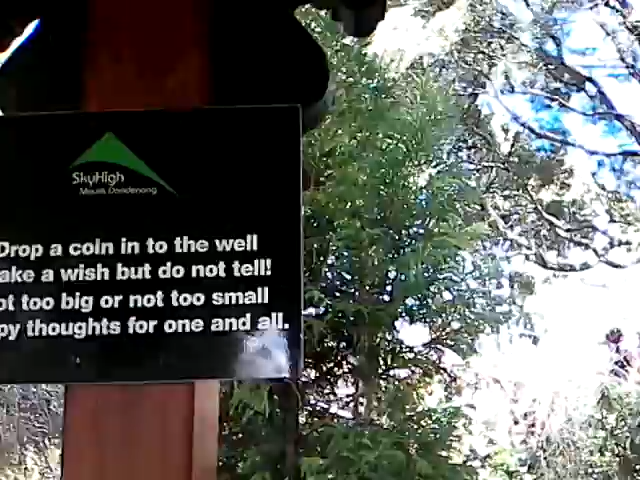 SkyHigh
Mount Dandenong
Drop a coin in to the well
ake a wish but do not tell!
ot too big or not too small
py thoughts for one and all.